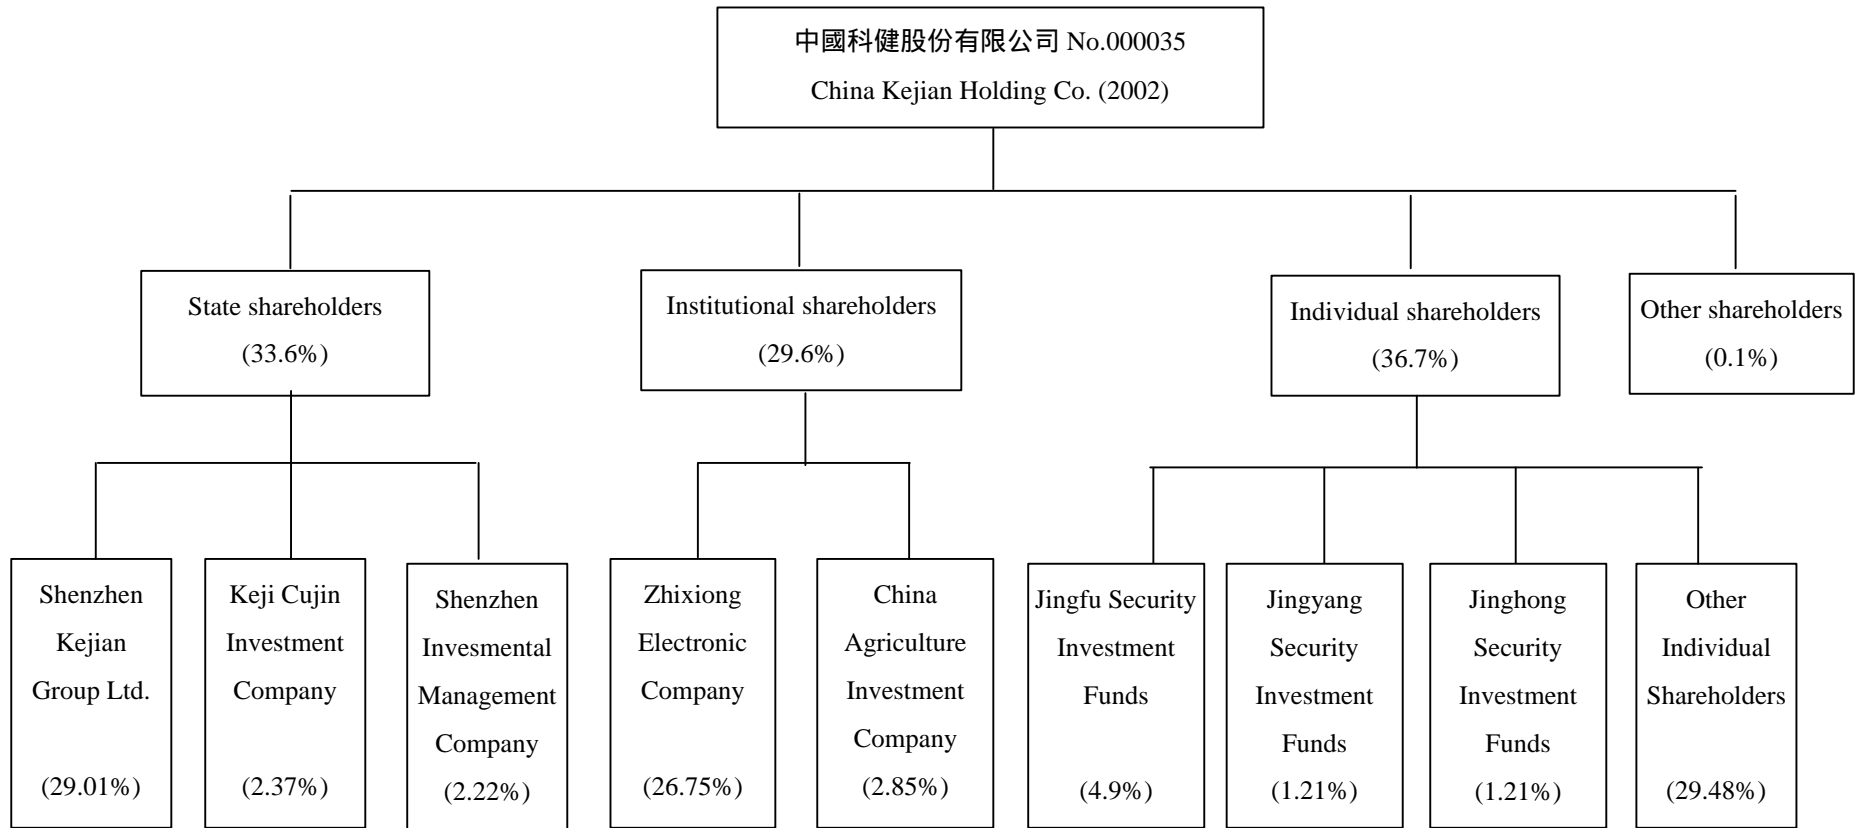 中國科健股份有限公司 No.000035
China Kejian Holding Co. (2002)
State shareholders
(33.6%)
Institutional shareholders
(29.6%)
Individual shareholders
(36.7%)
Other shareholders
(0.1%)
Shenzhen
Kejian
Group Ltd.
(29.01%)
Keji Cujin
Investment
Company
(2.37%)
Shenzhen
Invesmental
Management
Company
(2.22%)
Zhixiong
Electronic
Company
(26.75%)
China
Agriculture
Investment
Company
(2.85%)
Jingfu Security
Investment
Funds
(4.9%)
Jingyang
Security
Investment
Funds
(1.21%)
Jinghong
Security
Investment
Funds
(1.21%)
Other
Individual
Shareholders
(29.48%)